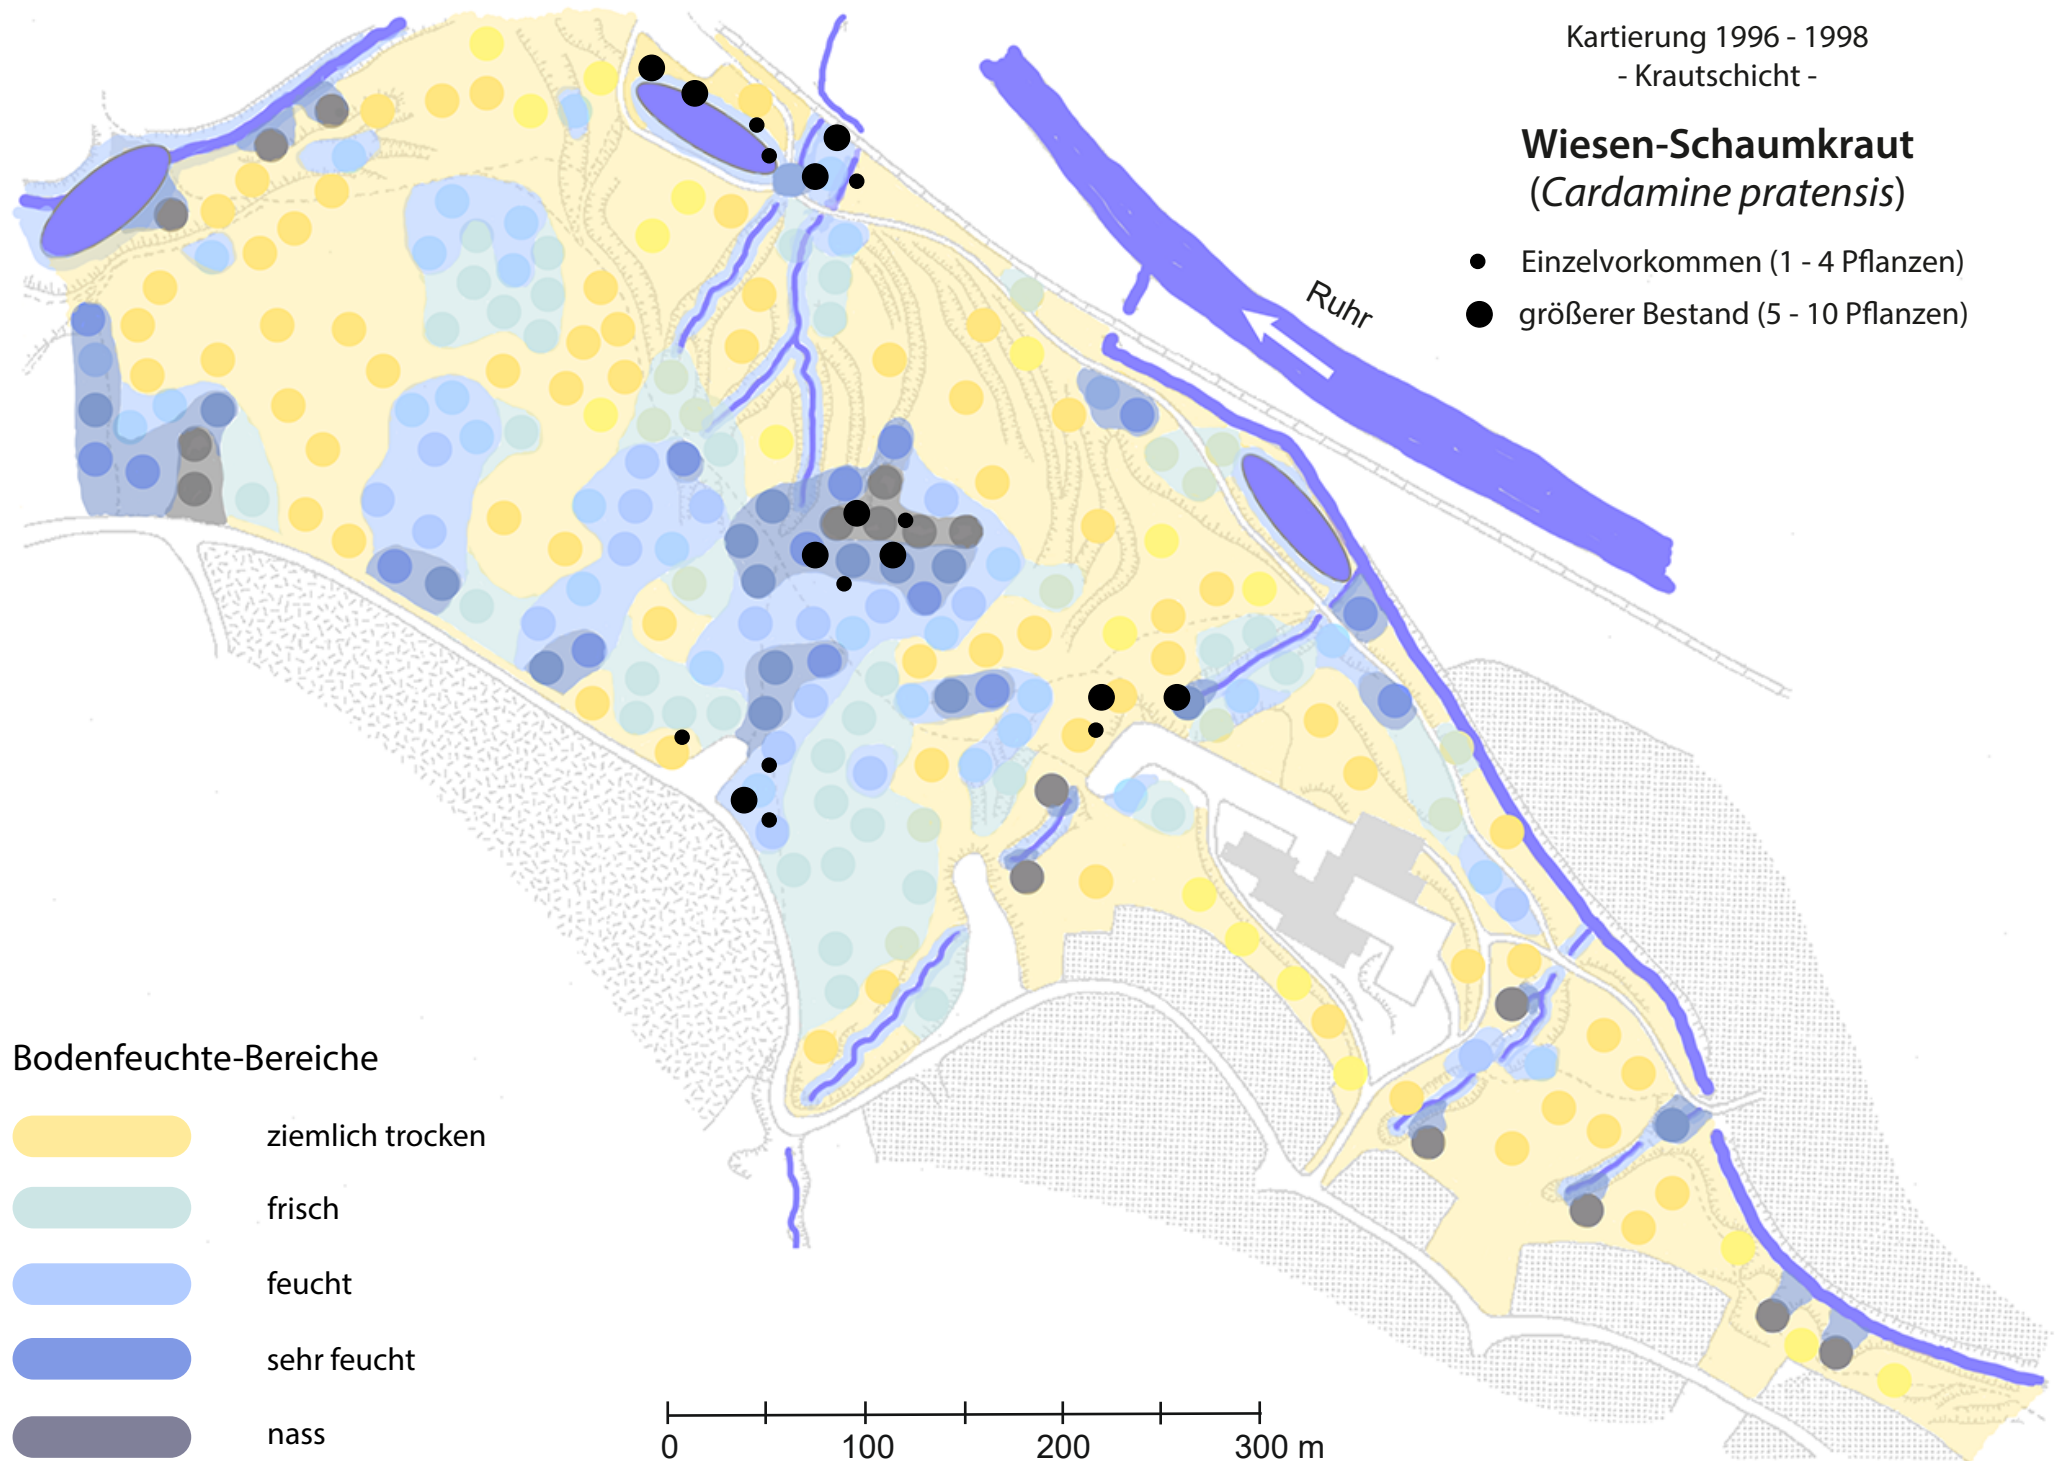 Kartierung 1996 - 1998
- Krautschicht -
Wiesen-Schaumkraut
(Cardamine pratensis)
Einzelvorkommen (1 - 4 Pflanzen)
größerer Bestand (5 - 10 Pflanzen)
Ruhr
Bodenfeuchte-Bereiche
ziemlich trocken
frisch
feucht
sehr feucht
nass
0 100 200 300 m